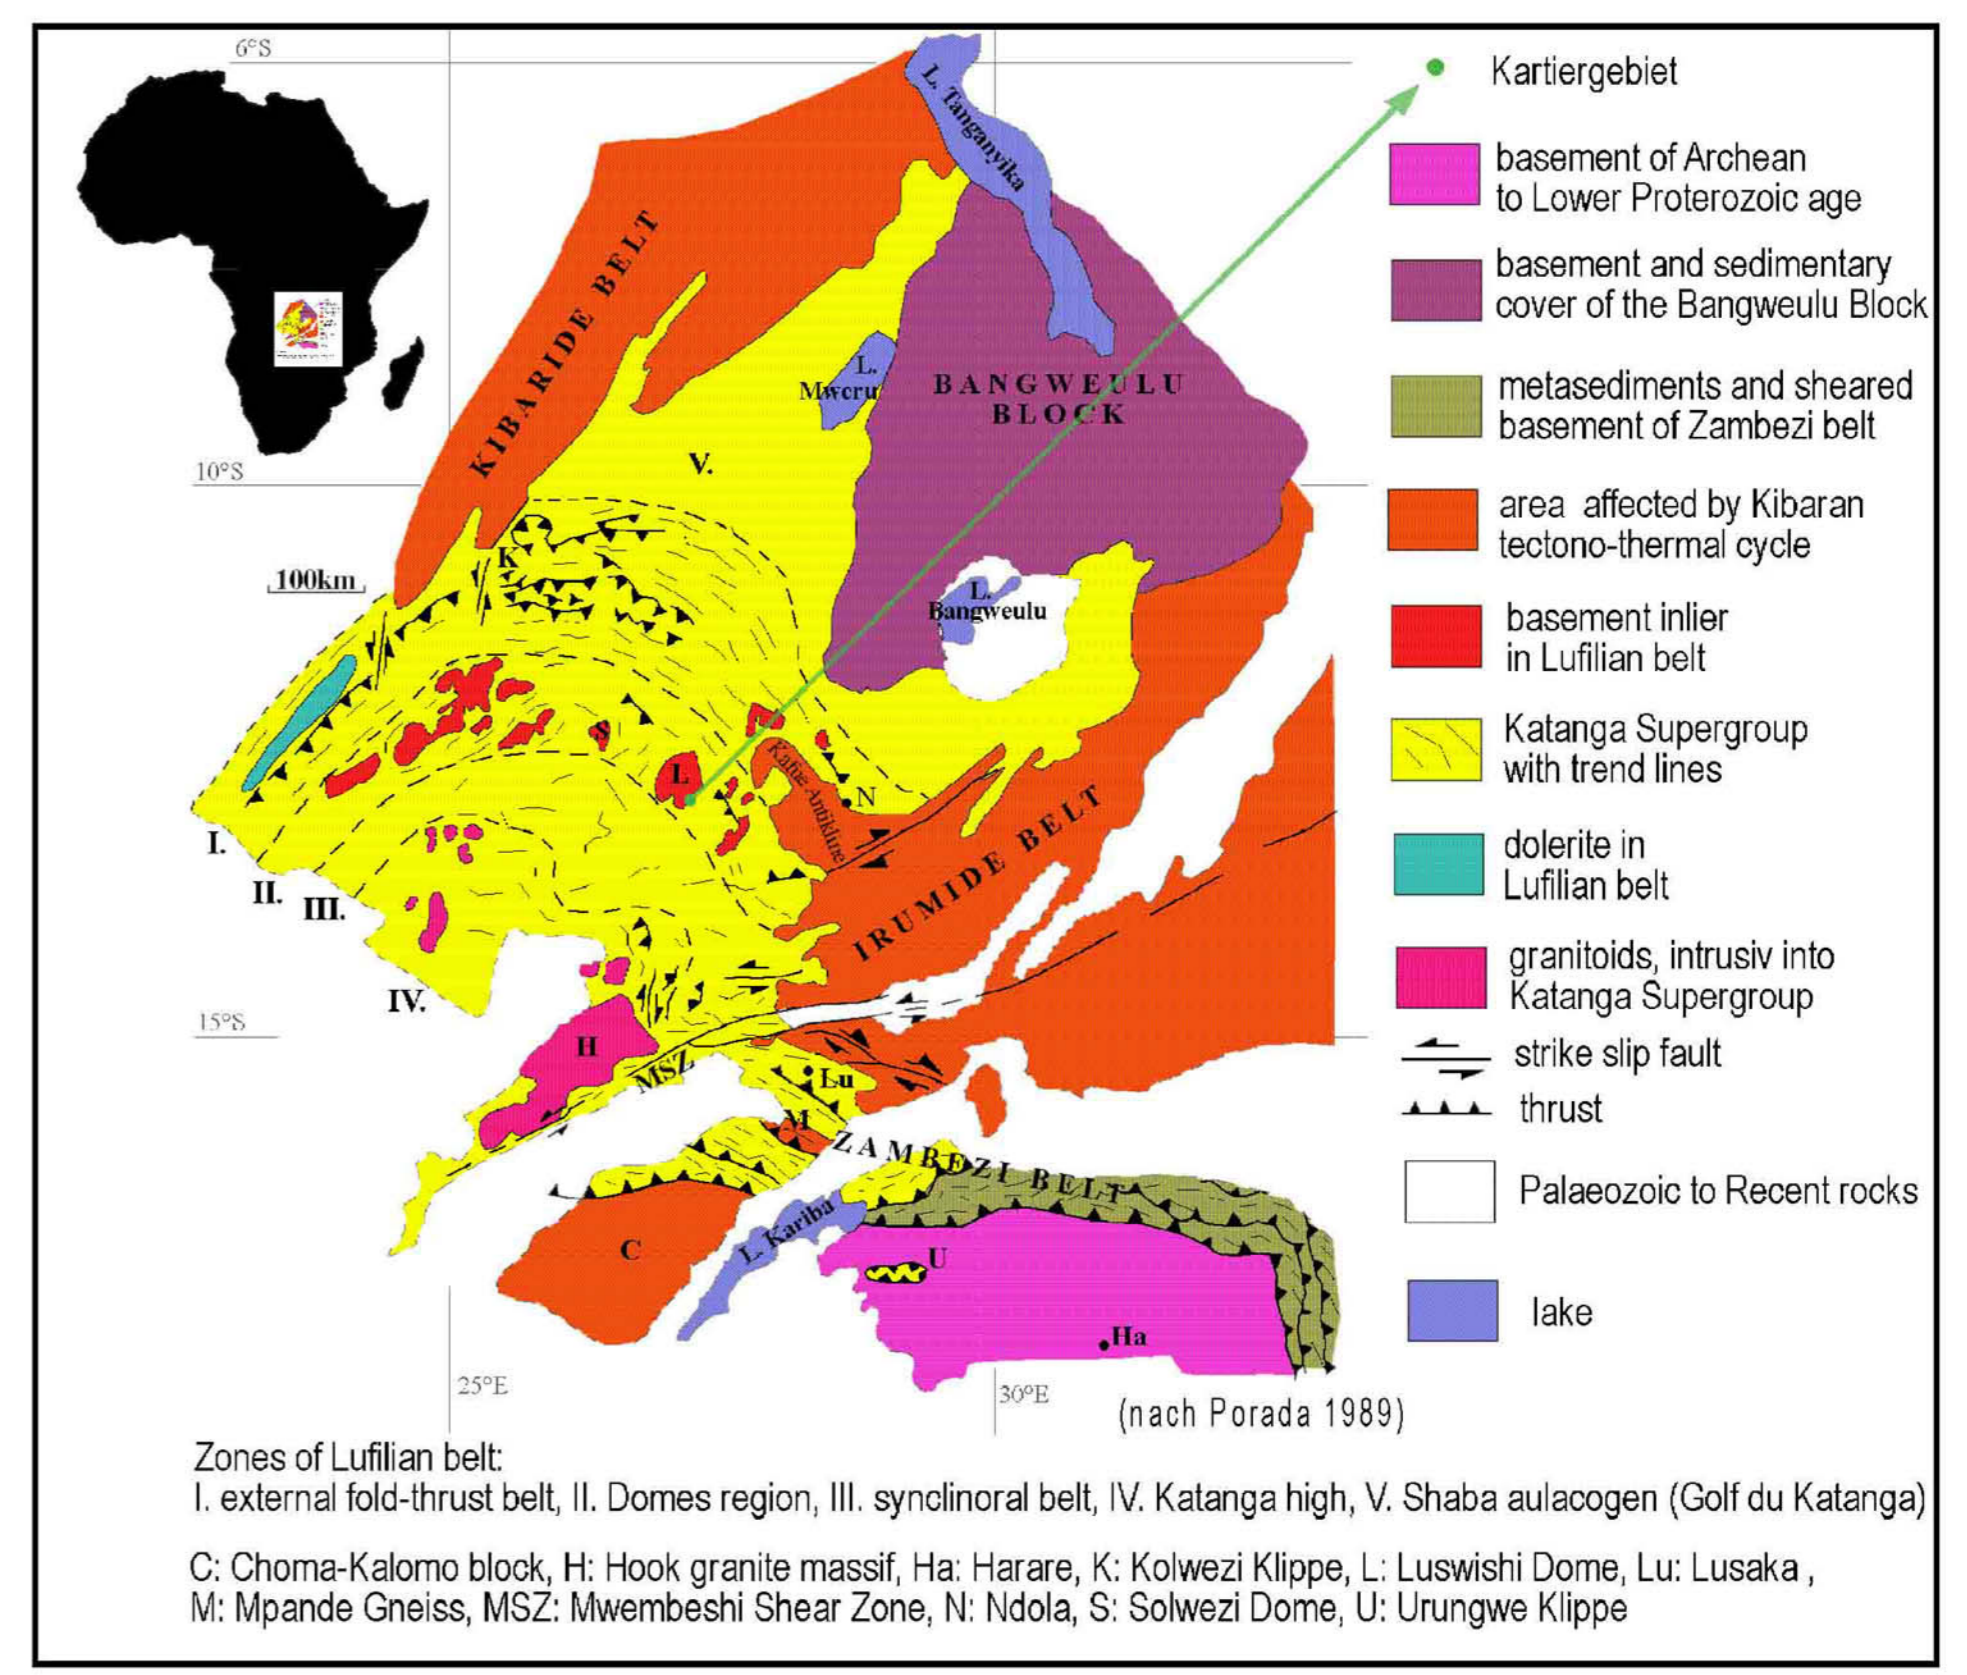 6°S
Kartiergebiet
L. Tanganyika
basement of Archean
to Lower Proterozoic age
KIBARIDE BELT
basement and sedimentary
cover of the Bangweulu Block
L.
Mwcru
BANGWEULU
BLOCK
metasediments and sheared
basement of Zambezi belt
V.
10°S
area affected by Kibaran
tectono-thermal cycle
K
100km
L.
Bangweulu
basement inlier
in Lufilian belt
S
Katanga Supergroup
with trend lines
L
Kafue Antikline
N
I.
II.
III.
IRUMIDE BELT
dolerite in
Lufilian belt
IV.
granitoids, intrusiv into
Katanga Supergroup
15°S
H
MSZ
strike slip fault
Lu
thrust
M
ZAMBEZI BELT
Palaeozoic to Recent rocks
L. Kariba
C
U
lake
Ha
25°E
30°E
(nach Porada 1989)
Zones of Lufilian belt:
I. external fold-thrust belt, II. Domes region, III. synclinoral belt, IV. Katanga high, V. Shaba aulacogen (Golf du Katanga)
C: Choma-Kalomo block, H: Hook granite massif, Ha: Harare, K: Kolwezi Klippe, L: Luswishi Dome, Lu: Lusaka ,
M: Mpande Gneiss, MSZ: Mwembeshi Shear Zone, N: Ndola, S: Solwezi Dome, U: Urungwe Klippe